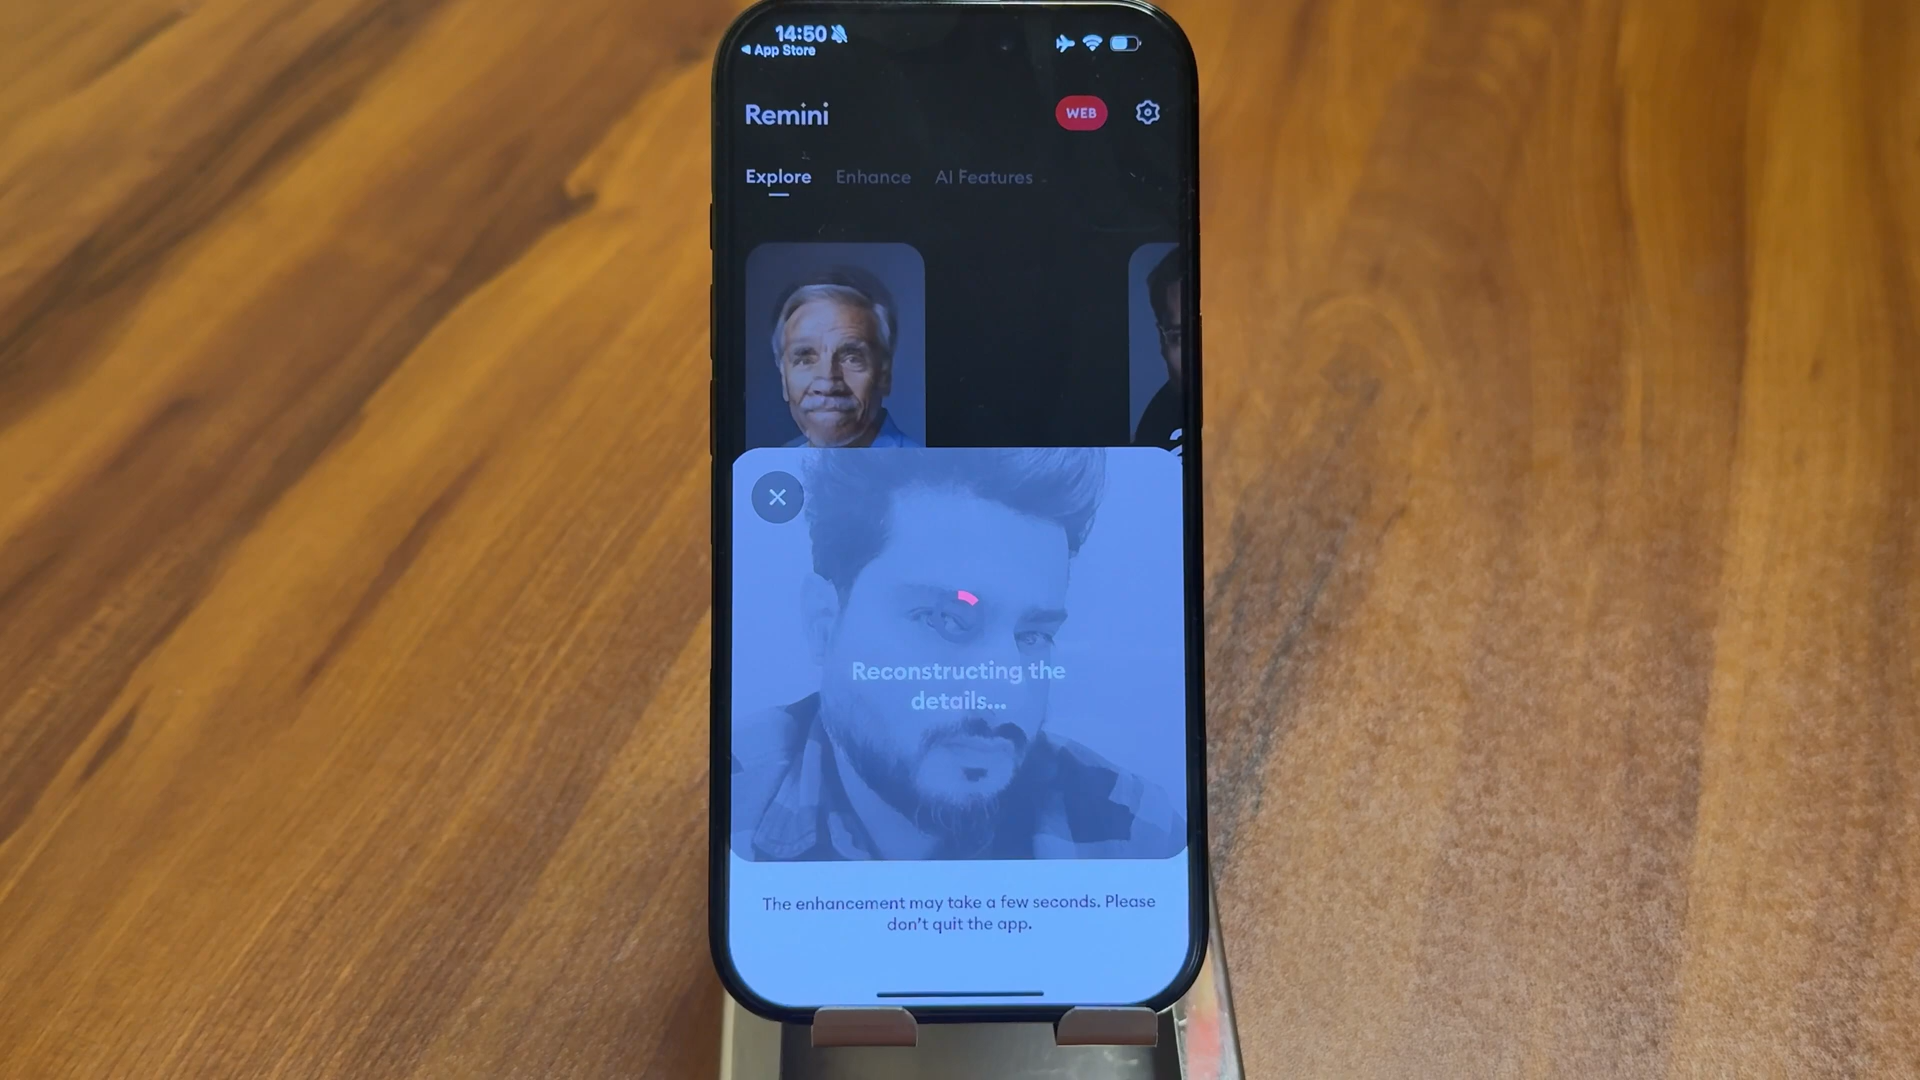 14:50
◀ App Store
Remini
WEB
Explore Enhance AI Features
Reconstructing the
details...
The enhancement may take a few seconds. Please
don't quit the app.